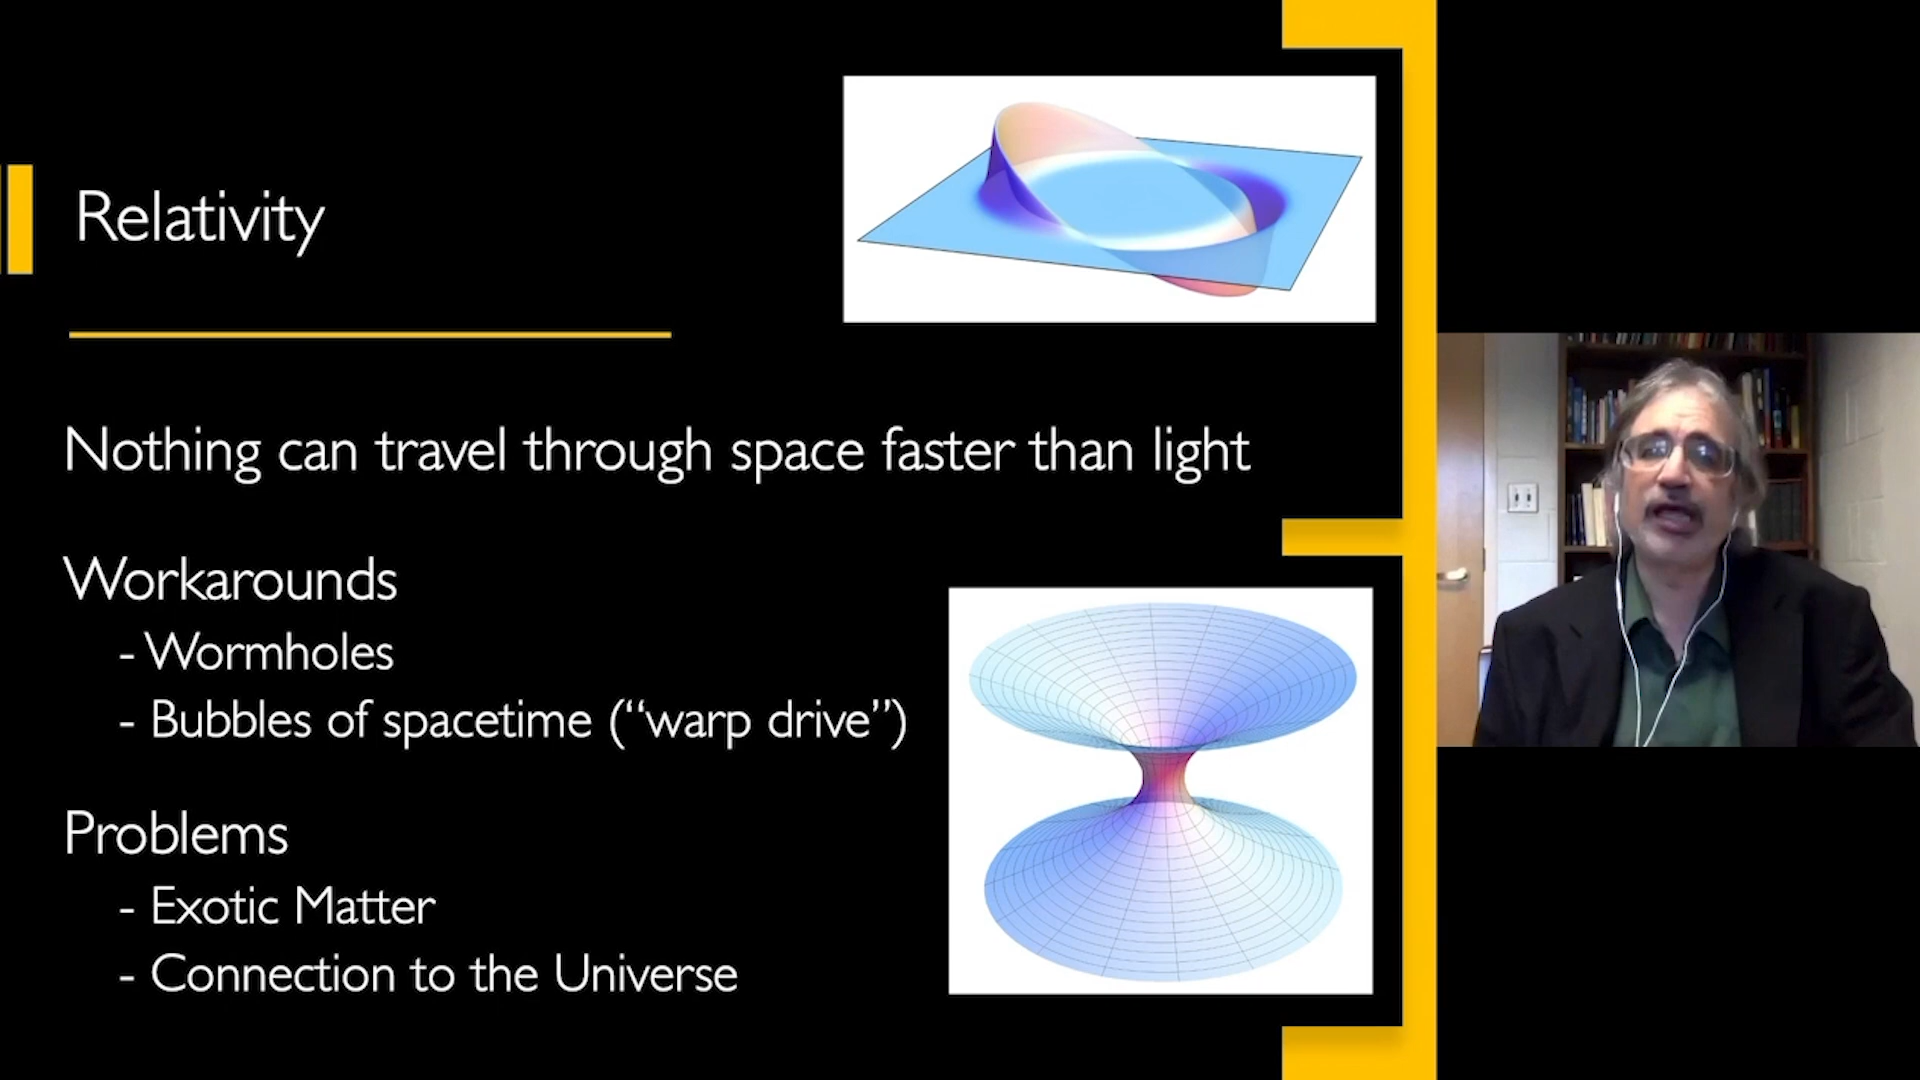 Relativity
Nothing can travel through space faster than light
Workarounds
- Wormholes
- Bubbles of spacetime (“warp drive”)
Problems
- Exotic Matter
- Connection to the Universe